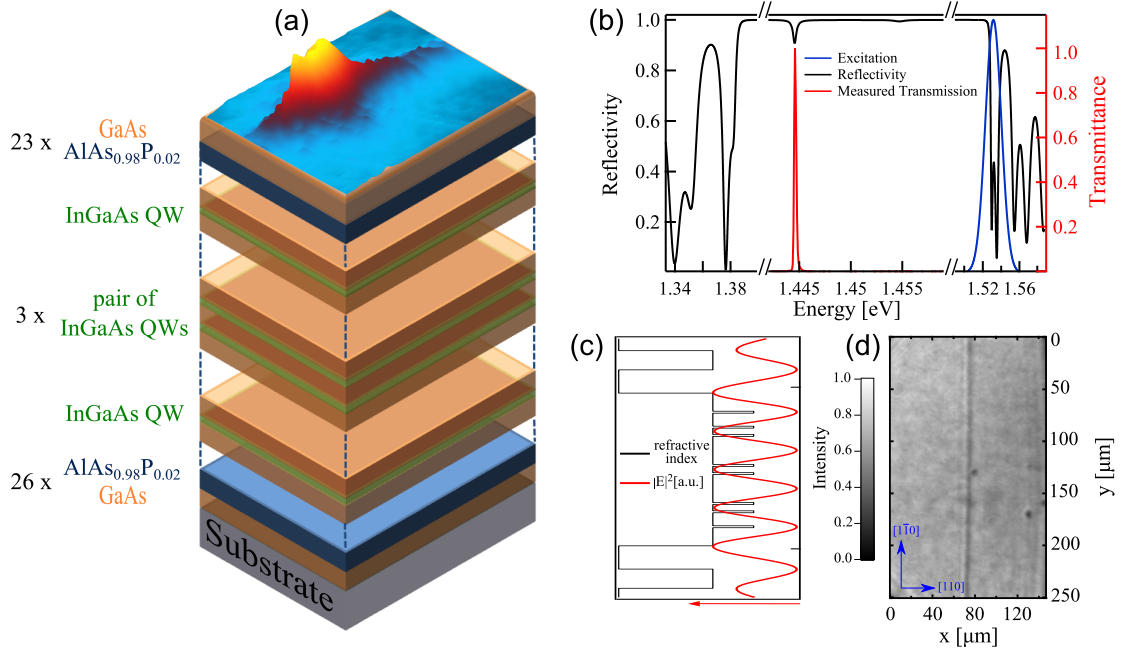 (a)
23 x
GaAs
AlAs0.98P0.02
InGaAs QW
3 x
pair of
InGaAs QWs
InGaAs QW
26 x
AlAs0.98P0.02
GaAs
Substrate
(b)
Reflectivity
1.0
0.8
0.6
0.4
0.2
Excitation
Reflectivity
Measured Transmission
1.0
0.8
0.6
0.4
0.2
Transmittance
1.34
1.38
1.445
1.45
1.455
1.52
1.56
Energy [eV]
(c)
refractive
index
|E|²[a.u.]
(d)
Intensity
1.0
0.8
0.6
0.4
0.2
0.0
[11̄0]
[110]
0
50
100
150
200
250
y [μm]
0
40
80
120
x [μm]